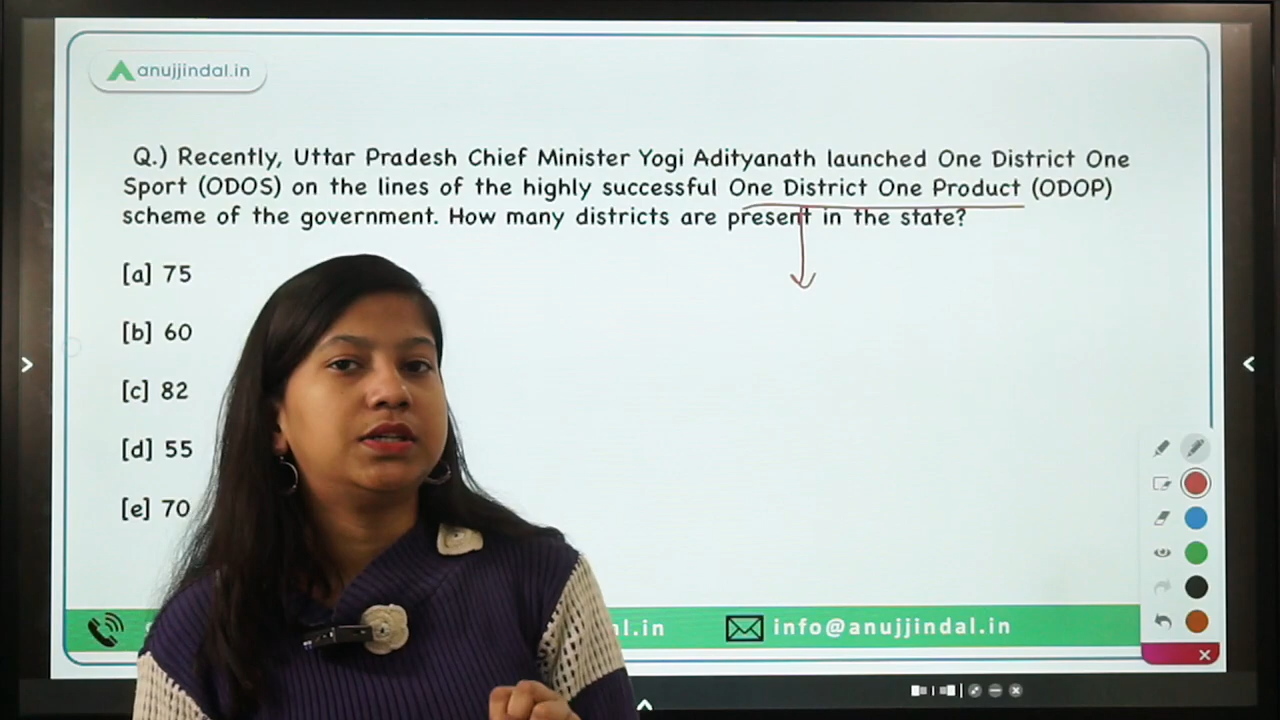 anujjindal.in
Q.) Recently, Uttar Pradesh Chief Minister Yogi Adityanath launched One District One
Sport (ODOS) on the lines of the highly successful One District One Product (ODOP)
scheme of the government. How many districts are present in the state?
[a] 75
[b] 60
[c] 82
[d] 55
[e] 70
info@anujjindal.in